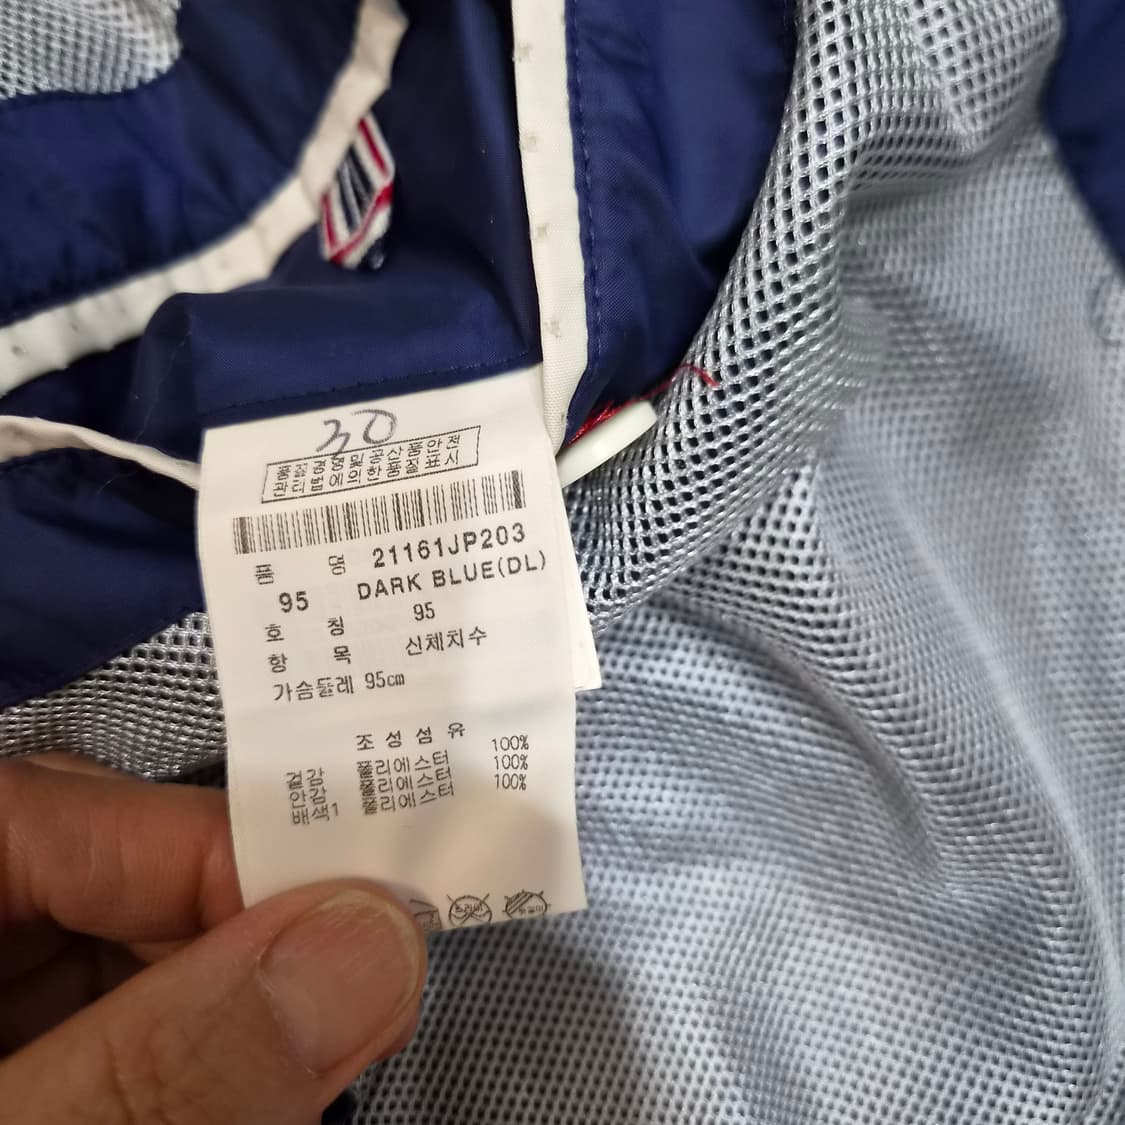 30
품질경영및공산품안전
관리법에의한품질표시
품 명 21161JP203
95 DARK BLUE(DL)
호 칭 95
항 목 신체치수
가슴둘레 95cm
조 성 섬 유
겉감 폴리에스터 100%
안감 폴리에스터 100%
배색1 폴리에스터 100%
드라이